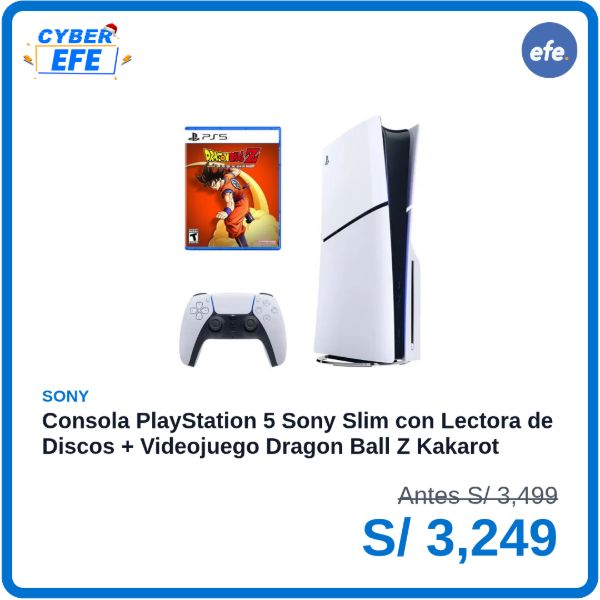 CYBER
EFE
efe.
PS5
DRAGON BALL Z
KAKAROT
T
SONY
Consola PlayStation 5 Sony Slim con Lectora de
Discos + Videojuego Dragon Ball Z Kakarot
Antes S/ 3,499
S/ 3,249